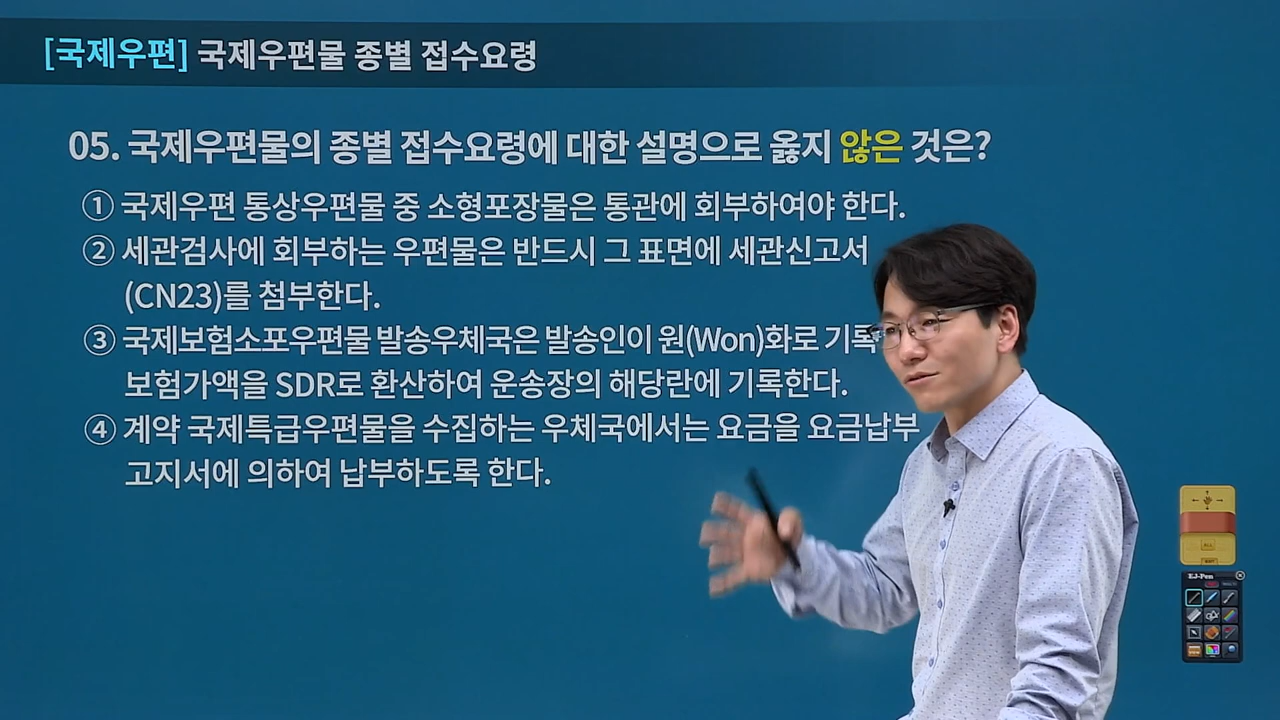 [국제우편] 국제우편물 종별 접수요령
05. 국제우편물의 종별 접수요령에 대한 설명으로 옳지 않은 것은?
① 국제우편 통상우편물 중 소형포장물은 통관에 회부하여야 한다.
② 세관검사에 회부하는 우편물은 반드시 그 표면에 세관신고서
(CN23)를 첨부한다.
③ 국제보험소포우편물 발송우체국은 발송인이 원(Won)화로 기록
보험가액을 SDR로 환산하여 운송장의 해당란에 기록한다.
④ 계약 국제특급우편물을 수집하는 우체국에서는 요금을 요금납부
고지서에 의하여 납부하도록 한다.
EJ-Pen